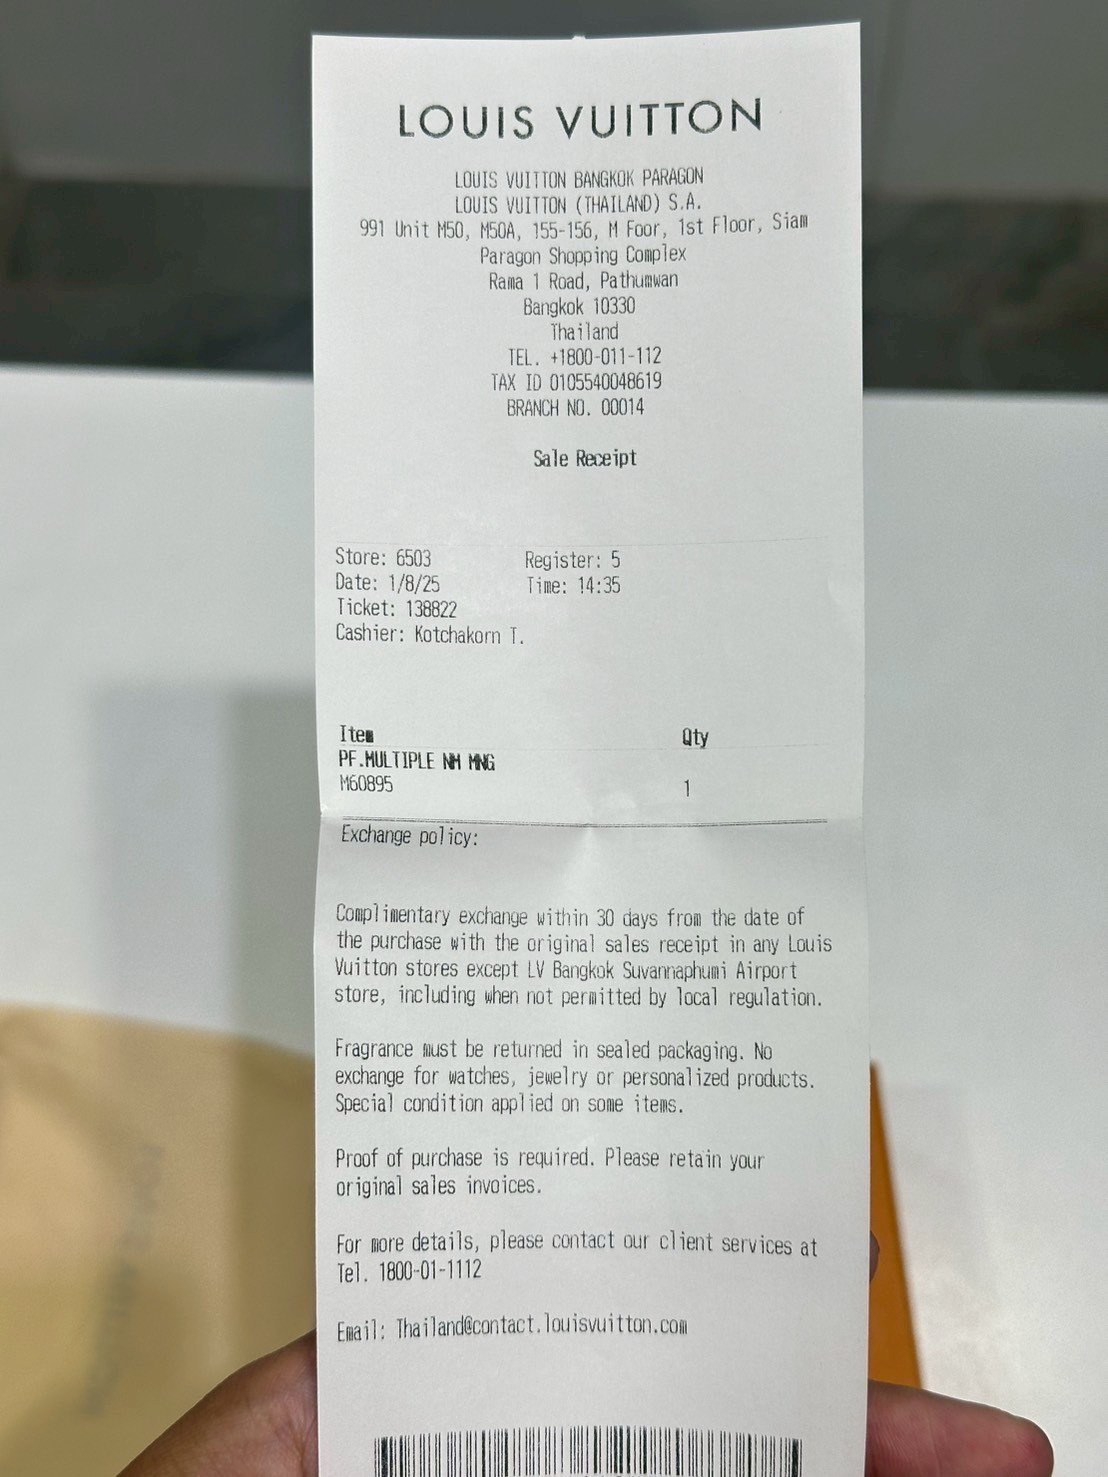 LOUIS VUITTON
LOUIS VUITTON BANGKOK PARAGON
LOUIS VUITTON (THAILAND) S.A.
991 Unit M50, M50A, 155-156, M Foor, 1st Floor, Siam
Paragon Shopping Complex
Rama 1 Road, Pathumwan
Bangkok 10330
Thailand
TEL. +1800-011-112
TAX ID 0105540048619
BRANCH NO. 00014
Sale Receipt
Store: 6503 Register: 5
Date: 1/8/25 Time: 14:35
Ticket: 138822
Cashier: Kotchakorn T.
Item Qty
PF.MULTIPLE NM MNG
M60895 1
Exchange policy:
Complimentary exchange within 30 days from the date of
the purchase with the original sales receipt in any Louis
Vuitton stores except LV Bangkok Suvannaphumi Airport
store, including when not permitted by local regulation.
Fragrance must be returned in sealed packaging. No
exchange for watches, jewelry or personalized products.
Special condition applied on some items.
Proof of purchase is required. Please retain your
original sales invoices.
For more details, please contact our client services at
Tel. 1800-01-1112
Email: Thailand@contact.louisvuitton.com